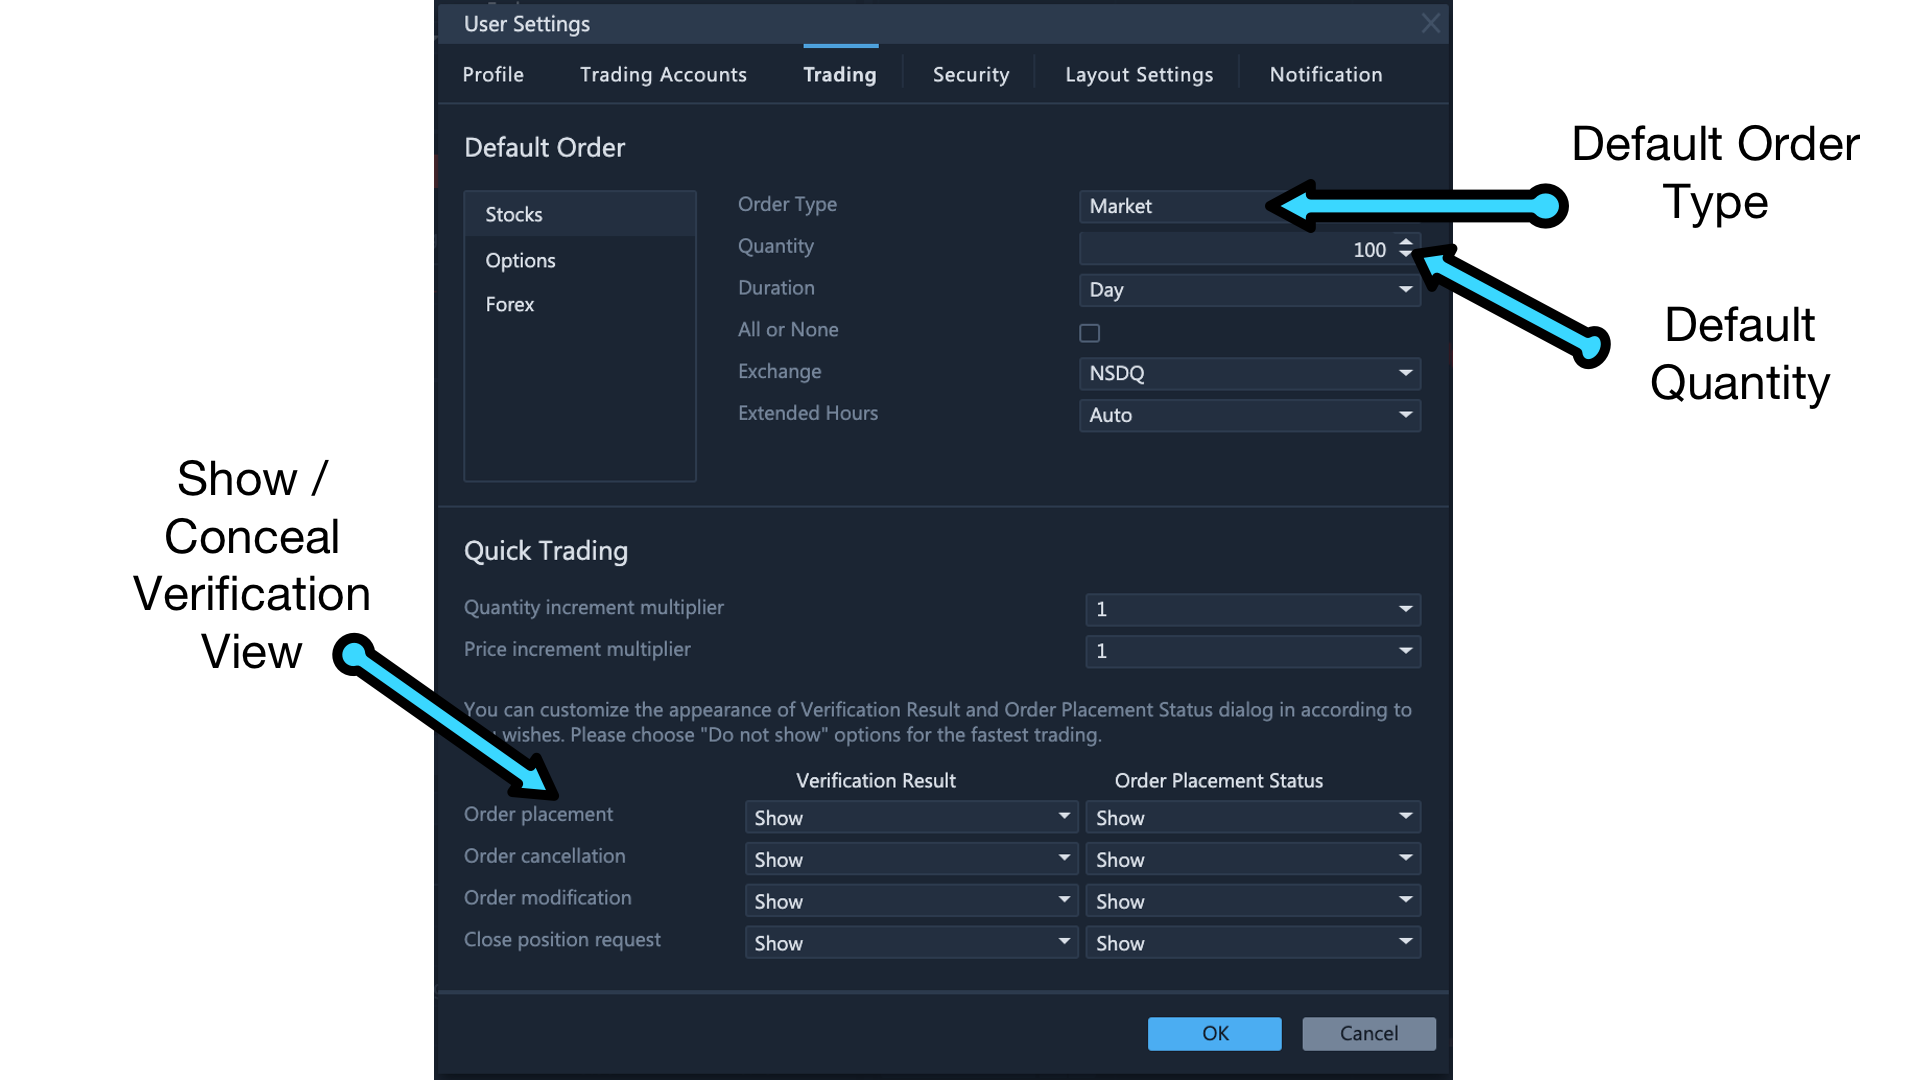 User Settings
Profile Trading Accounts Trading Security Layout Settings Notification
Default Order
Stocks
Options
Forex
Order Type Market
Quantity 100
Duration Day
All or None
Exchange NSDQ
Extended Hours Auto
Default Order
Type
Default
Quantity
Show /
Conceal
Verification
View
Quick Trading
Quantity increment multiplier 1
Price increment multiplier 1
You can customize the appearance of Verification Result and Order Placement Status dialog in according to
wishes. Please choose "Do not show" options for the fastest trading.
Verification Result Order Placement Status
Order placement Show Show
Order cancellation Show Show
Order modification Show Show
Close position request Show Show
OK Cancel